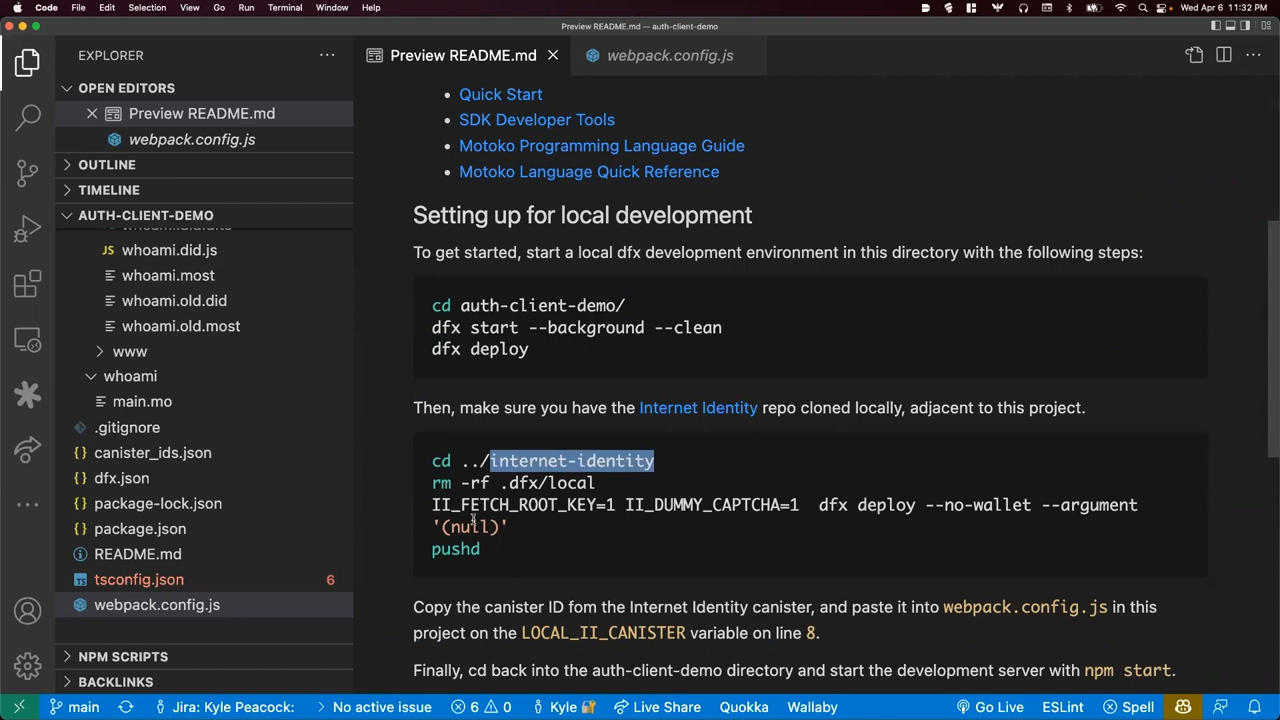 Code File Edit Selection View Go Run Terminal Window Help Wed Apr 6 11:32 PM
Preview README.md — auth-client-demo
EXPLORER
Preview README.md
webpack.config.js
OPEN EDITORS
Preview README.md
webpack.config.js
OUTLINE
TIMELINE
AUTH-CLIENT-DEMO
JS whoami.did.js
whoami.most
whoami.old.did
whoami.old.most
www
whoami
main.mo
.gitignore
{} canister_ids.json
{} dfx.json
{} package-lock.json
{} package.json
README.md
TS tsconfig.json 6
webpack.config.js
NPM SCRIPTS
BACKLINKS
• Quick Start
• SDK Developer Tools
• Motoko Programming Language Guide
• Motoko Language Quick Reference
Setting up for local development
To get started, start a local dfx development environment in this directory with the following steps:
cd auth-client-demo/
dfx start --background --clean
dfx deploy
Then, make sure you have the Internet Identity repo cloned locally, adjacent to this project.
cd ../internet-identity
rm -rf .dfx/local
II_FETCH_ROOT_KEY=1 II_DUMMY_CAPTCHA=1 dfx deploy --no-wallet --argument
'(null)'
pushd
Copy the canister ID fom the Internet Identity canister, and paste it into webpack.config.js in this
project on the LOCAL_II_CANISTER variable on line 8.
Finally, cd back into the auth-client-demo directory and start the development server with npm start.
main Jira: Kyle Peacock: No active issue 6 0 Kyle Live Share Quokka Wallaby Go Live ESLint Spell